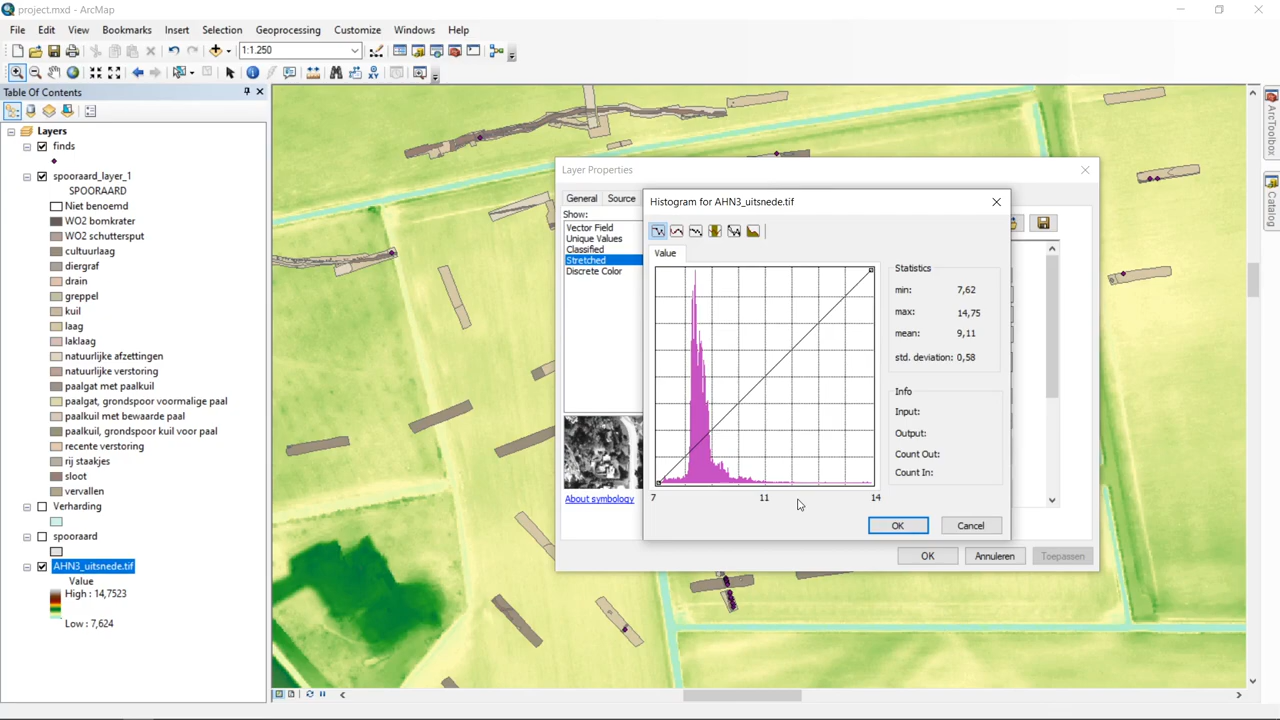 project.mxd - ArcMap
File Edit View Bookmarks Insert Selection Geoprocessing Customize Windows Help
1:1.250
Table Of Contents
Layers
finds
spooraard_layer_1
SPOORAARD
Niet benoemd
WO2 bomkrater
WO2 schuttersput
cultuurlaag
diergraf
drain
greppel
kuil
laag
laklaag
natuurlijke afzettingen
natuurlijke verstoring
paalgat met paalkuil
paalgat, grondspoor voormalige paal
paalkuil met bewaarde paal
paalkuil, grondspoor kuil voor paal
recente verstoring
rij staakjes
sloot
vervallen
Verharding
spooraard
AHN3_uitsnede.tif
Value
High : 14,7523
Low : 7,624
Layer Properties
General Source
Show:
Vector Field
Unique Values
Classified
Stretched
Discrete Color
About symbology
OK Annuleren Toepassen
Histogram for AHN3_uitsnede.tif
Value
7 11 14
Statistics
min: 7,62
max: 14,75
mean: 9,11
std. deviation: 0,58
Info
Input:
Output:
Count Out:
Count In:
OK Cancel
ArcToolbox
Catalog